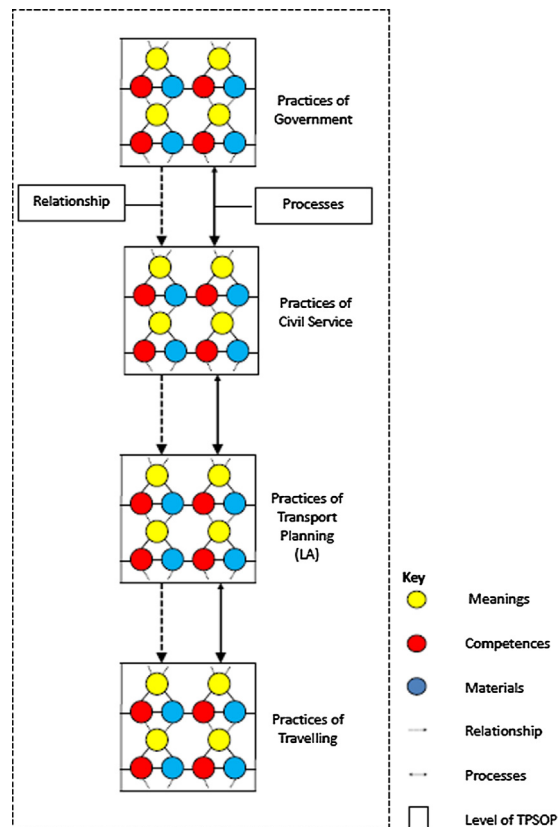 Practices of
Government
Relationship
Processes
Practices of
Civil Service
Practices of
Transport
Planning
(LA)
Practices of
Travelling
Key
Meanings
Competences
Materials
Relationship
Processes
Level of TPSOP